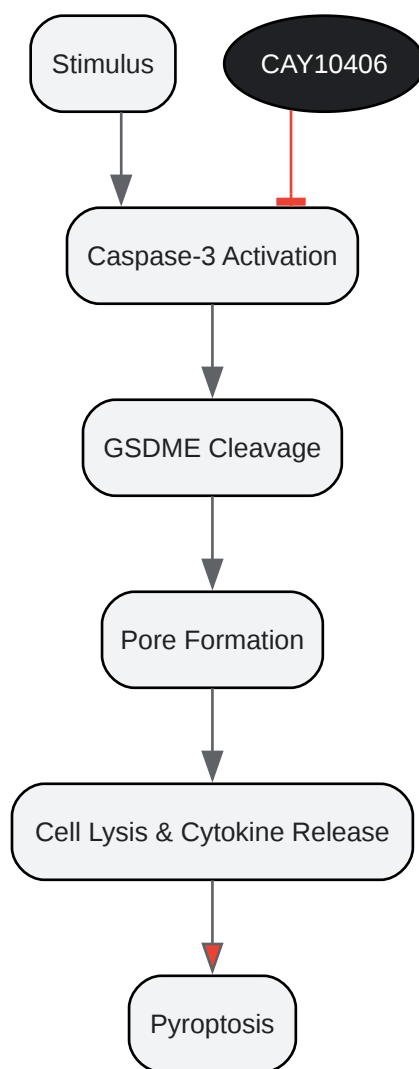 Stimulus
CAY10406
Caspase-3 Activation
GSDME Cleavage
Pore Formation
Cell Lysis & Cytokine Release
Pyroptosis